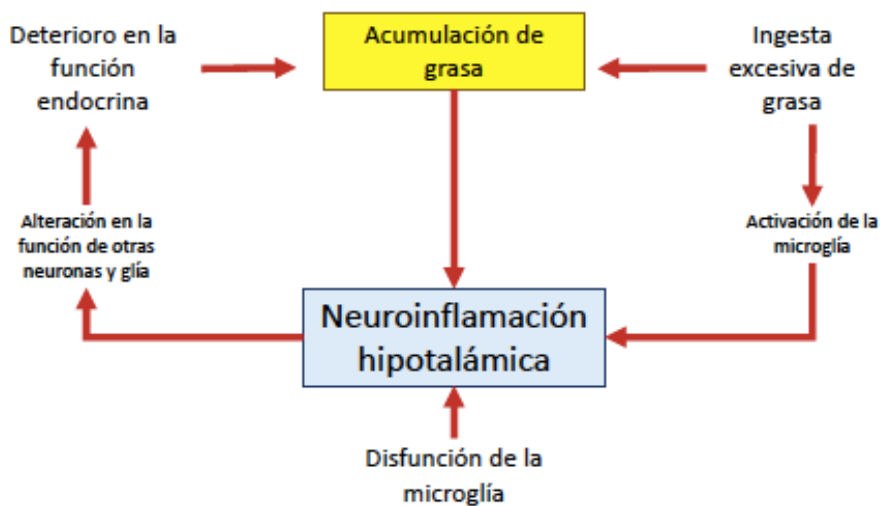 Deterioro en la
función
endocrina
Acumulación de
grasa
Ingesta
excesiva de
grasa
Alteración en la
función de otras
neuronas y glía
Activación de la
microglía
Neuroinflamación
hipotalámica
Disfunción de la
microglía